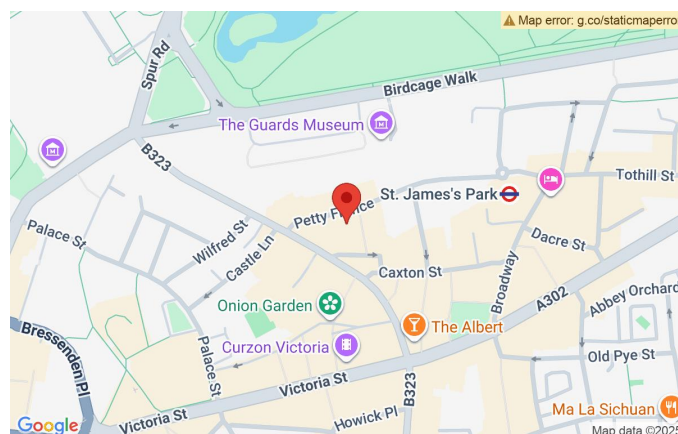 Map error: g.co/staticmaperro
Spur Rd
Birdcage Walk
The Guards Museum
B323
Tothill St
St. James's Park
Petty France
Palace St
Wilfred St
Castle Ln
Dacre St
Caxton St
Broadway
A302
Abbey Orchard
Onion Garden
The Albert
Bressenden Pl
Curzon Victoria
Palace St
Old Pye St
Victoria St
B323
Victoria St
Howick Pl
Ma La Sichuan
Google
Map data ©2025